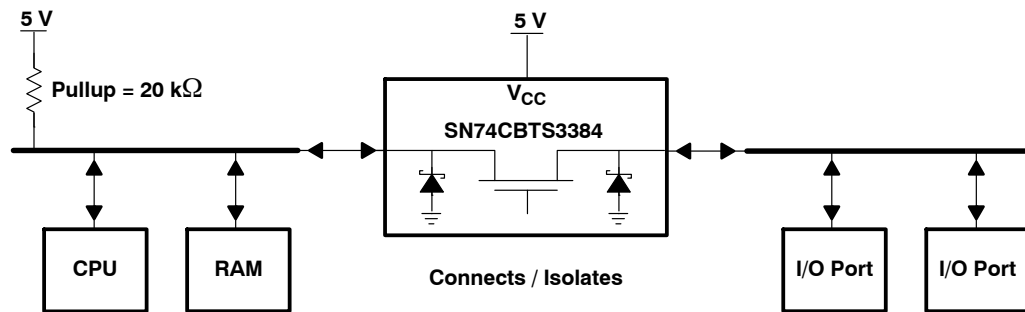 5 V
Pullup = 20 kΩ
5 V
VCC
SN74CBTS3384
CPU
RAM
Connects / Isolates
I/O Port
I/O Port